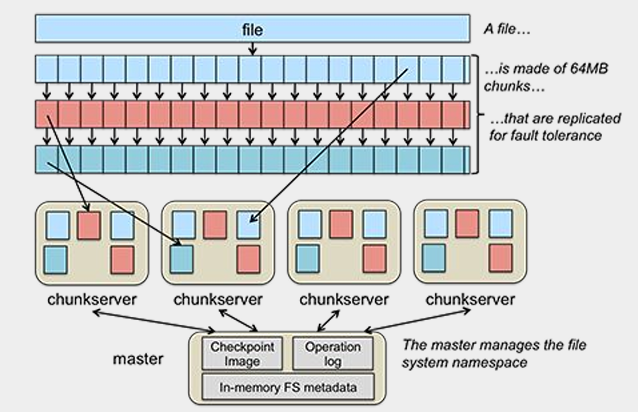 file
A file…
…is made of 64MB
chunks…
…that are replicated
for fault tolerance
chunkserver
chunkserver
chunkserver
chunkserver
master
Checkpoint
Image
Operation
log
In-memory FS metadata
The master manages the file
system namespace